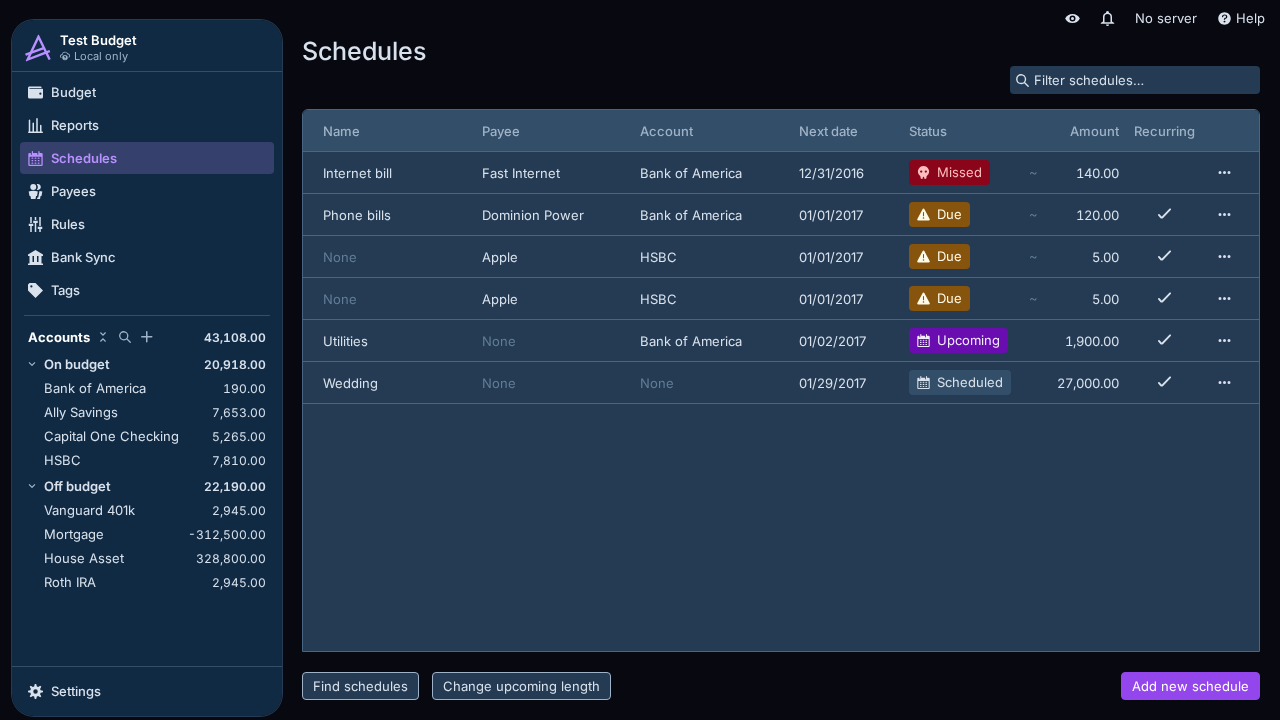 No server
Help
Test Budget
Local only
Budget
Reports
Schedules
Payees
Rules
Bank Sync
Tags
Accounts 43,108.00
On budget 20,918.00
Bank of America 190.00
Ally Savings 7,653.00
Capital One Checking 5,265.00
HSBC 7,810.00
Off budget 22,190.00
Vanguard 401k 2,945.00
Mortgage -312,500.00
House Asset 328,800.00
Roth IRA 2,945.00
Settings
Schedules
Filter schedules...
Name Payee Account Next date Status Amount Recurring
Internet bill Fast Internet Bank of America 12/31/2016 Missed ~ 140.00
Phone bills Dominion Power Bank of America 01/01/2017 Due ~ 120.00
None Apple HSBC 01/01/2017 Due ~ 5.00
None Apple HSBC 01/01/2017 Due ~ 5.00
Utilities None Bank of America 01/02/2017 Upcoming 1,900.00
Wedding None None 01/29/2017 Scheduled 27,000.00
Find schedules
Change upcoming length
Add new schedule